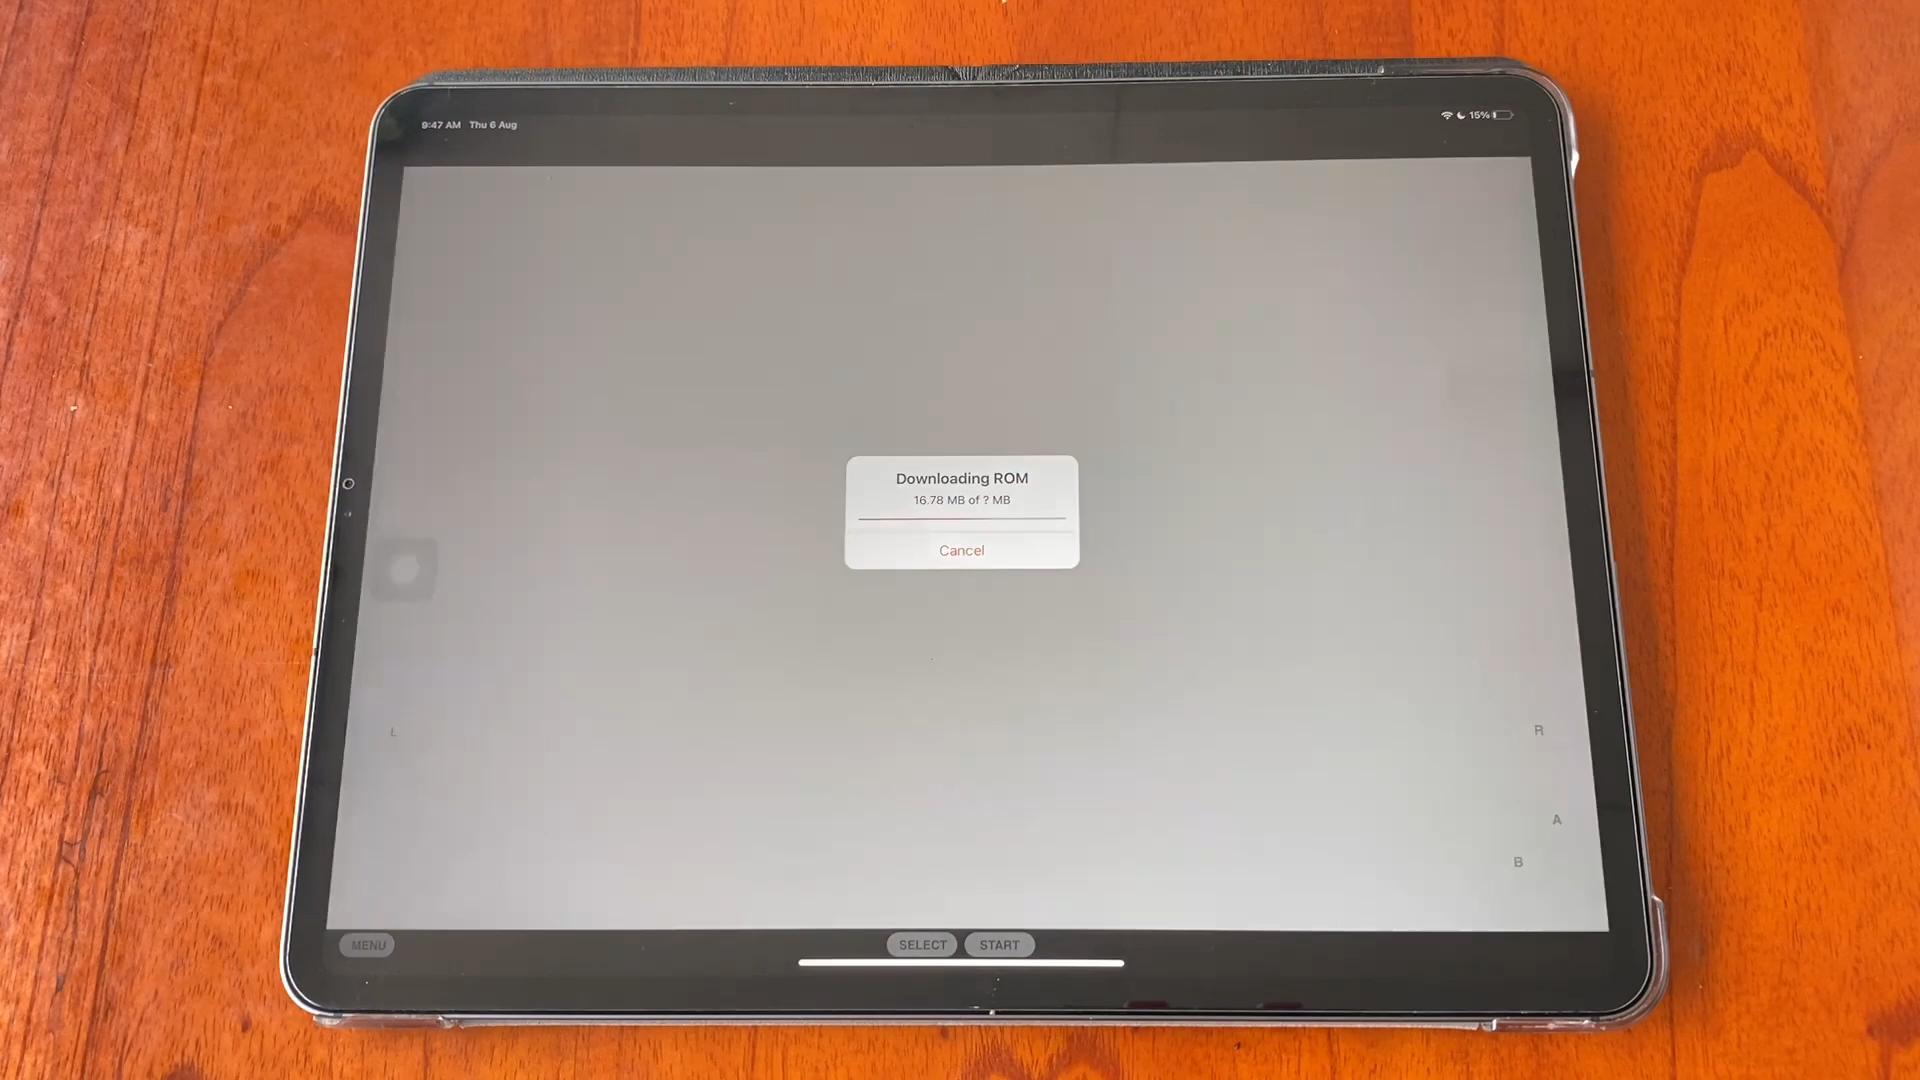 9:47 AM Thu 6 Aug
15%
Downloading ROM
16.78 MB of ? MB
Cancel
L
R
A
B
MENU
SELECT
START